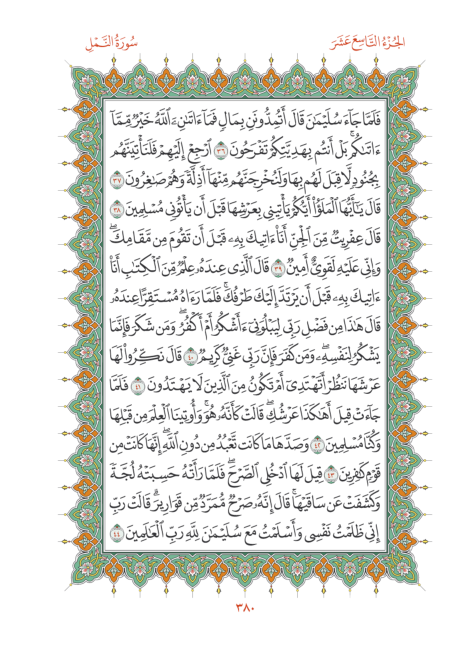 الجُزْءُ التَّاسِعَ عَشَرَ
سُورَةُ النَّمْلِ
فَلَمَّا جَآءَ سُلَيْمَٰنَ قَالَ أَتُمِدُّونَنِ بِمَالٍ فَمَآ ءَاتَىٰنِۦَ ٱللَّهُ خَيْرٌ مِّمَّآ
ءَاتَىٰكُم بَلْ أَنتُم بِهَدِيَّتِكُمْ تَفْرَحُونَ ٣٦ ٱرْجِعْ إِلَيْهِمْ فَلَنَأْتِيَنَّهُم
بِجُنُودٍ لَّا قِبَلَ لَهُم بِهَا وَلَنُخْرِجَنَّهُم مِّنْهَآ أَذِلَّةً وَهُمْ صَٰغِرُونَ ٣٧
قَالَ يَٰٓأَيُّهَا ٱلْمَلَؤُا۟ أَيُّكُمْ يَأْتِينِى بِعَرْشِهَا قَبْلَ أَن يَأْتُونِى مُسْلِمِينَ ٣٨
قَالَ عِفْرِيتٌ مِّنَ ٱلْجِنِّ أَنَا۠ ءَاتِيكَ بِهِۦ قَبْلَ أَن تَقُومَ مِن مَّقَامِكَ ۖ
وَإِنِّى عَلَيْهِ لَقَوِىٌّ أَمِينٌ ٣٩ قَالَ ٱلَّذِى عِندَهُۥ عِلْمٌ مِّنَ ٱلْكِتَٰبِ أَنَا۠
ءَاتِيكَ بِهِۦ قَبْلَ أَن يَرْتَدَّ إِلَيْكَ طَرْفُكَ ۚ فَلَمَّا رَءَاهُ مُسْتَقِرًّا عِندَهُۥ
قَالَ هَٰذَا مِن فَضْلِ رَبِّى لِيَبْلُوَنِىٓ ءَأَشْكُرُ أَمْ أَكْفُرُ ۖ وَمَن شَكَرَ فَإِنَّمَا
يَشْكُرُ لِنَفْسِهِۦ ۖ وَمَن كَفَرَ فَإِنَّ رَبِّى غَنِىٌّ كَرِيمٌ ٤٠ قَالَ نَكِّرُوا۟ لَهَا
عَرْشَهَا نَنظُرْ أَتَهْتَدِىٓ أَمْ تَكُونُ مِنَ ٱلَّذِينَ لَا يَهْتَدُونَ ٤١ فَلَمَّا
جَآءَتْ قِيلَ أَهَٰكَذَا عَرْشُكِ ۖ قَالَتْ كَأَنَّهُۥ هُوَ ۚ وَأُوتِينَا ٱلْعِلْمَ مِن قَبْلِهَا
وَكُنَّا مُسْلِمِينَ ٤٢ وَصَدَّهَا مَا كَانَت تَّعْبُدُ مِن دُونِ ٱللَّهِ ۖ إِنَّهَا كَانَتْ مِن
قَوْمٍ كَٰفِرِينَ ٤٣ قِيلَ لَهَا ٱدْخُلِى ٱلصَّرْحَ ۖ فَلَمَّا رَأَتْهُ حَسِبَتْهُ لُجَّةً
وَكَشَفَتْ عَن سَاقَيْهَا ۚ قَالَ إِنَّهُۥ صَرْحٌ مُّمَرَّدٌ مِّن قَوَارِيرَ ۗ قَالَتْ رَبِّ
إِنِّى ظَلَمْتُ نَفْسِى وَأَسْلَمْتُ مَعَ سُلَيْمَٰنَ لِلَّهِ رَبِّ ٱلْعَٰلَمِينَ ٤٤
٣٨٠